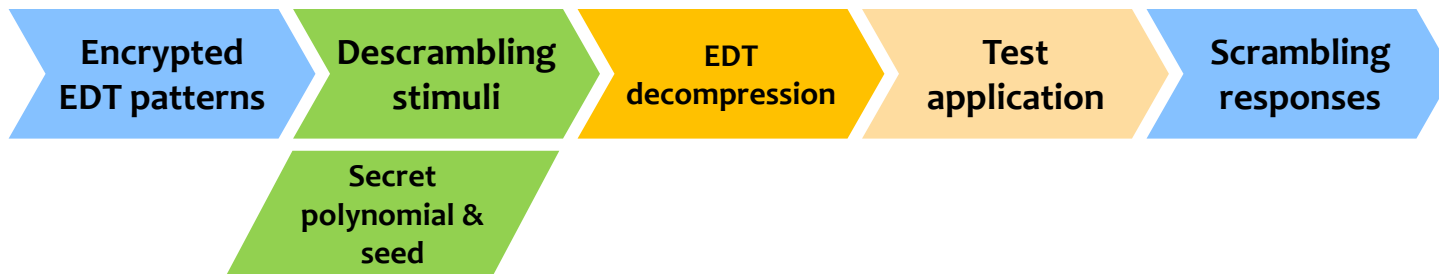 Encrypted
EDT patterns
Descrambling
stimuli
EDT
decompression
Test
application
Scrambling
responses
Secret
polynomial &
seed